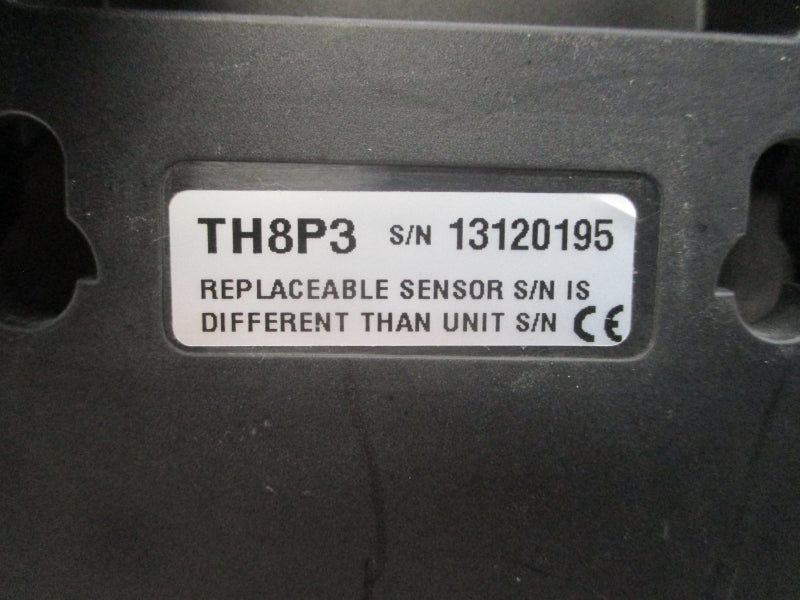 TH8P3 S/N 13120195
REPLACEABLE SENSOR S/N IS
DIFFERENT THAN UNIT S/N CE